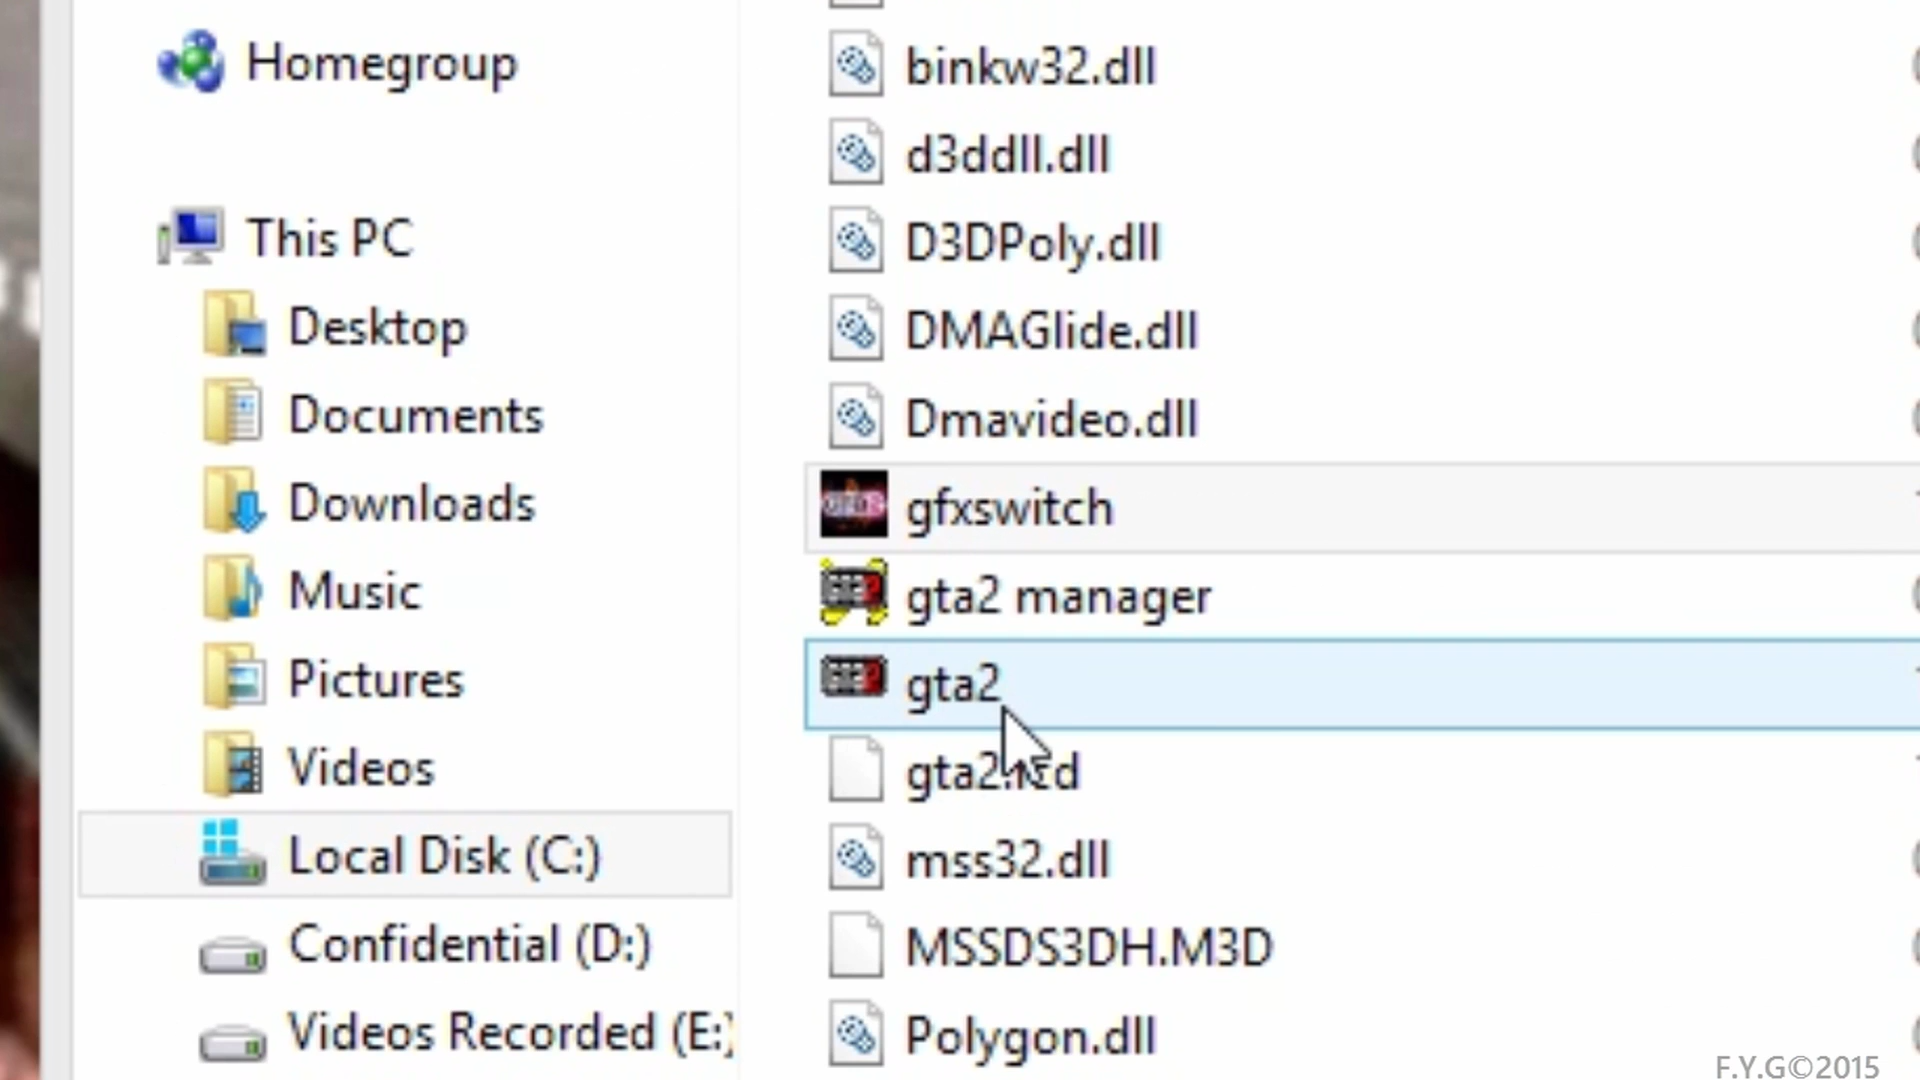 Homegroup
This PC
Desktop
Documents
Downloads
Music
Pictures
Videos
Local Disk (C:)
Confidential (D:)
Videos Recorded (E:)
binkw32.dll
d3ddll.dll
D3DPoly.dll
DMAGlide.dll
Dmavideo.dll
gfxswitch
gta2 manager
gta2
mss32.dll
MSSDS3DH.M3D
Polygon.dll
F.Y.G©2015